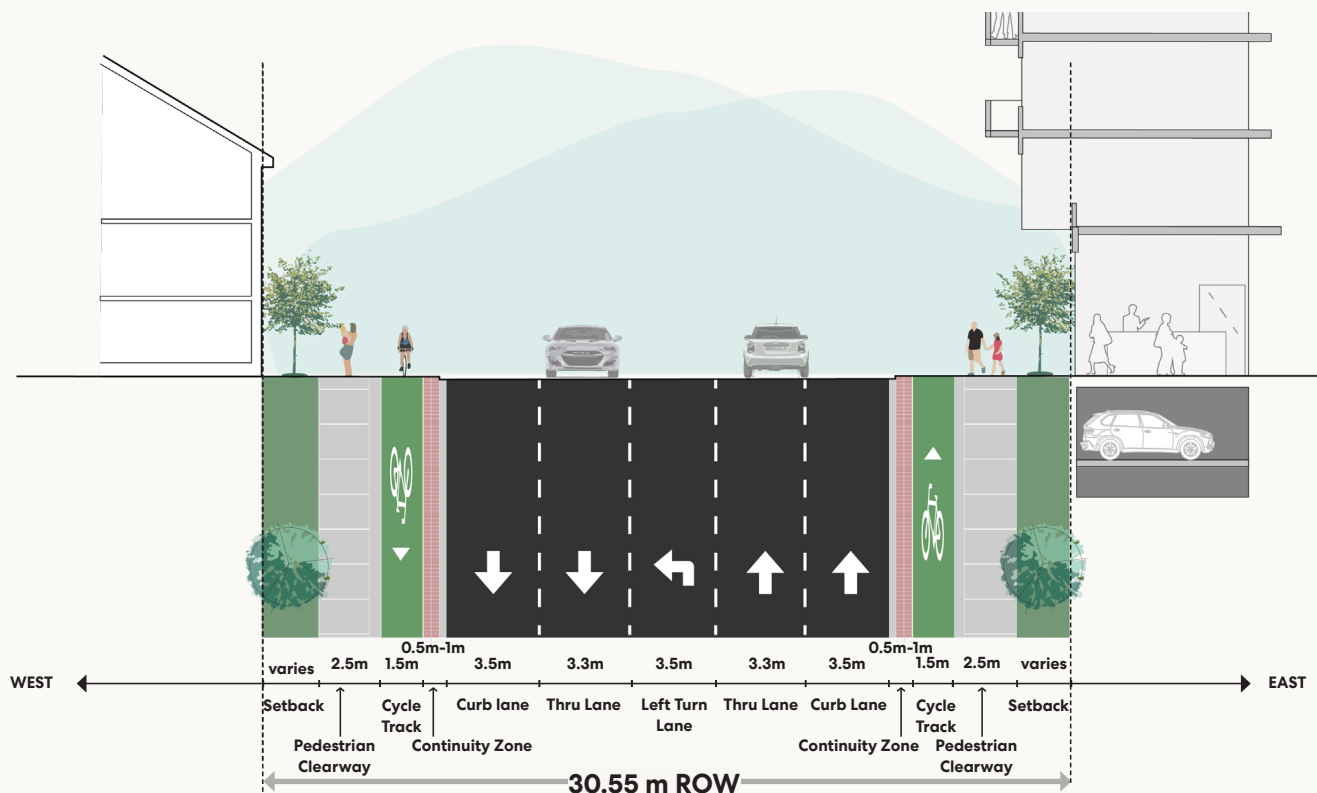 0.5m-1m
0.5m-1m
varies
2.5m
1.5m
3.5m
3.3m
3.5m
3.3m
3.5m
1.5m
2.5m
varies
WEST
EAST
Setback
Cycle
Track
Curb lane
Thru Lane
Left Turn
Lane
Thru Lane
Curb Lane
Cycle
Track
Setback
Pedestrian
Clearway
Continuity Zone
Continuity Zone
Pedestrian
Clearway
30.55 m ROW